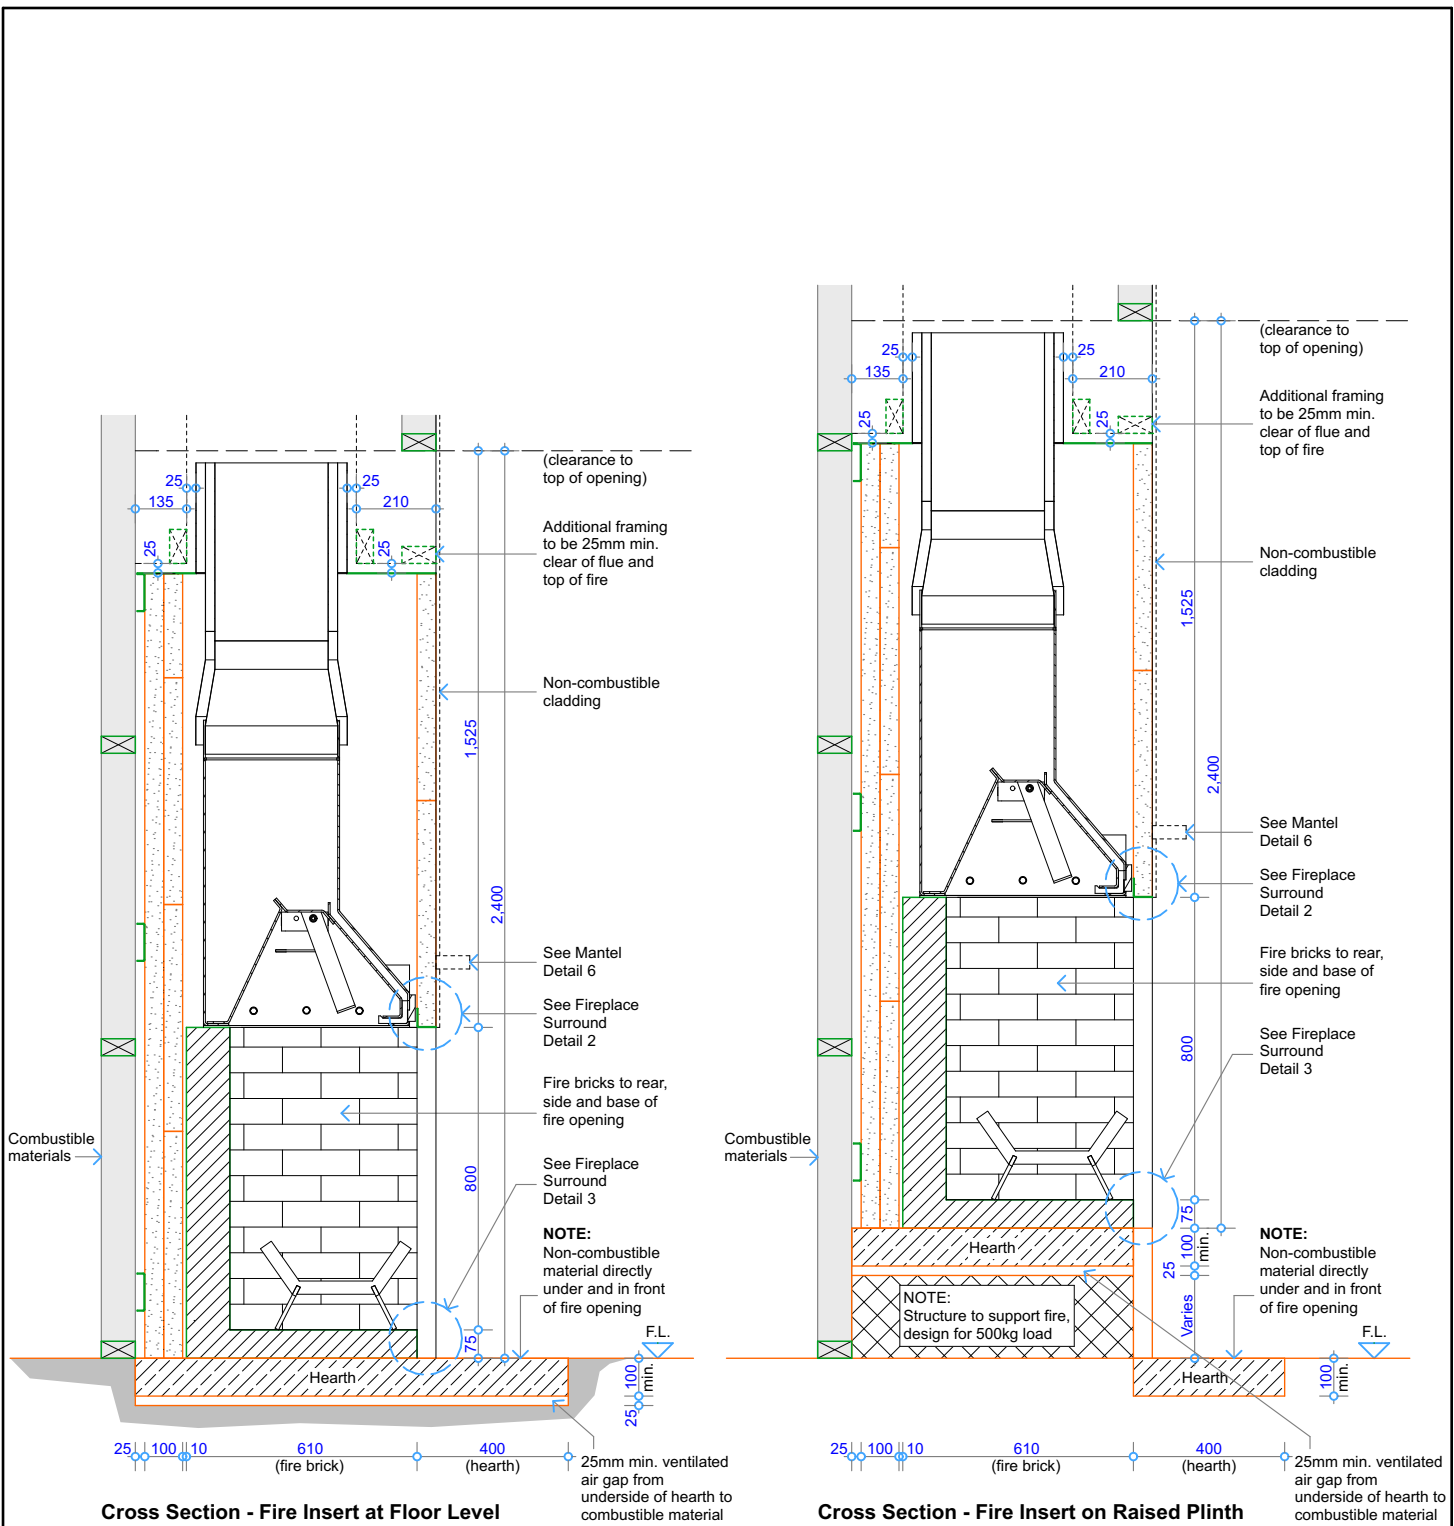 25
25
135
210
25
25
(clearance to
top of opening)
Additional framing
to be 25mm min.
clear of flue and
top of fire
Non-combustible
cladding
1,525
2,400
See Mantel
Detail 6
See Fireplace
Surround
Detail 2
Fire bricks to rear,
side and base of
fire opening
Combustible
materials
800
See Fireplace
Surround
Detail 3
NOTE:
Non-combustible
material directly
under and in front
of fire opening
75
F.L.
Hearth
100
min.
25
25
100
10
610
(fire brick)
400
(hearth)
25mm min. ventilated
air gap from
underside of hearth to
combustible material
Cross Section - Fire Insert at Floor Level
25
25
135
210
25
25
(clearance to
top of opening)
Additional framing
to be 25mm min.
clear of flue and
top of fire
Non-combustible
cladding
1,525
2,400
See Mantel
Detail 6
See Fireplace
Surround
Detail 2
Fire bricks to rear,
side and base of
fire opening
See Fireplace
Surround
Detail 3
800
Combustible
materials
75
Hearth
100
min.
25
NOTE:
Structure to support fire,
design for 500kg load
Varies
NOTE:
Non-combustible
material directly
under and in front
of fire opening
F.L.
Hearth
100
min.
25
100
10
610
(fire brick)
400
(hearth)
25mm min. ventilated
air gap from
underside of hearth to
combustible material
Cross Section - Fire Insert on Raised Plinth